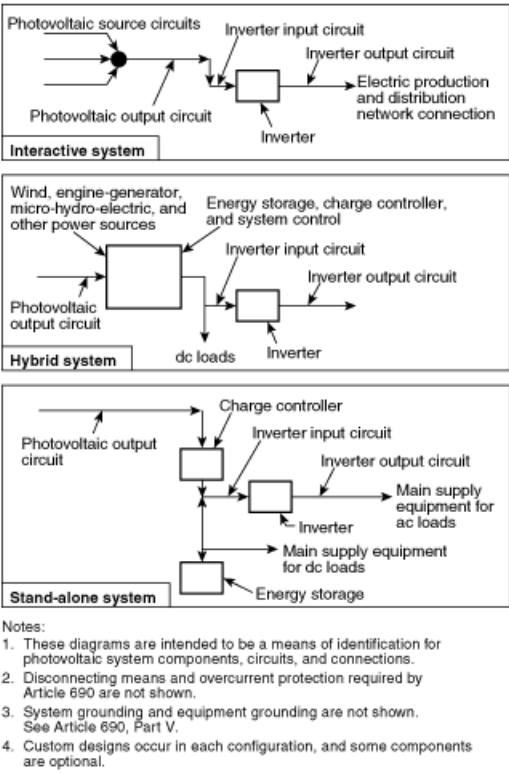 Photovoltaic source circuits
Inverter input circuit
Inverter output circuit
Electric production
and distribution
network connection
Photovoltaic output circuit
Inverter
Interactive system
Wind, engine-generator,
micro-hydro-electric, and
other power sources
Energy storage, charge controller,
and system control
Inverter input circuit
Inverter output circuit
Photovoltaic
output circuit
dc loads
Inverter
Hybrid system
Charge controller
Photovoltaic output
circuit
Inverter input circuit
Inverter output circuit
Main supply
equipment for
ac loads
Inverter
Main supply equipment
for dc loads
Energy storage
Stand-alone system
Notes:
1. These diagrams are intended to be a means of identification for
photovoltaic system components, circuits, and connections.
2. Disconnecting means and overcurrent protection required by
Article 690 are not shown.
3. System grounding and equipment grounding are not shown.
See Article 690, Part V.
4. Custom designs occur in each configuration, and some components
are optional.